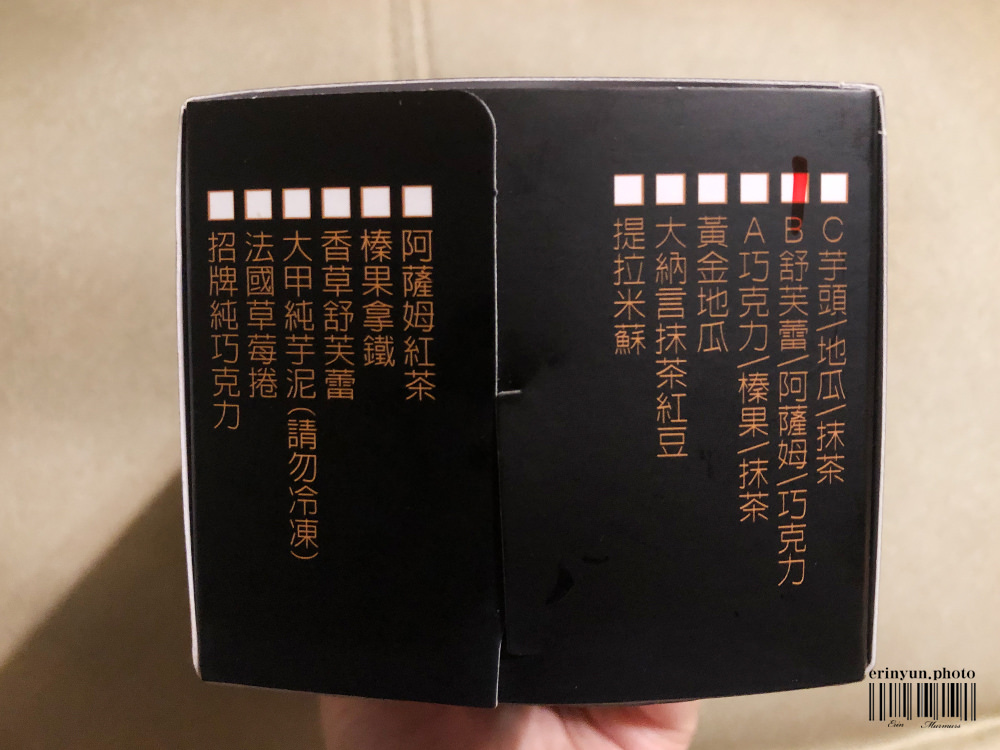 C芋頭/地瓜/抹茶
B舒芙蕾/阿薩姆/巧克力
A巧克力/榛果/抹茶
黃金地瓜
大納言抹茶紅豆
提拉米蘇
阿薩姆紅茶
榛果拿鐵
香草舒芙蕾
大甲純芋泥(請勿冷凍)
法國草莓捲
招牌純巧克力
erinyun.photo
Erin Murmurs